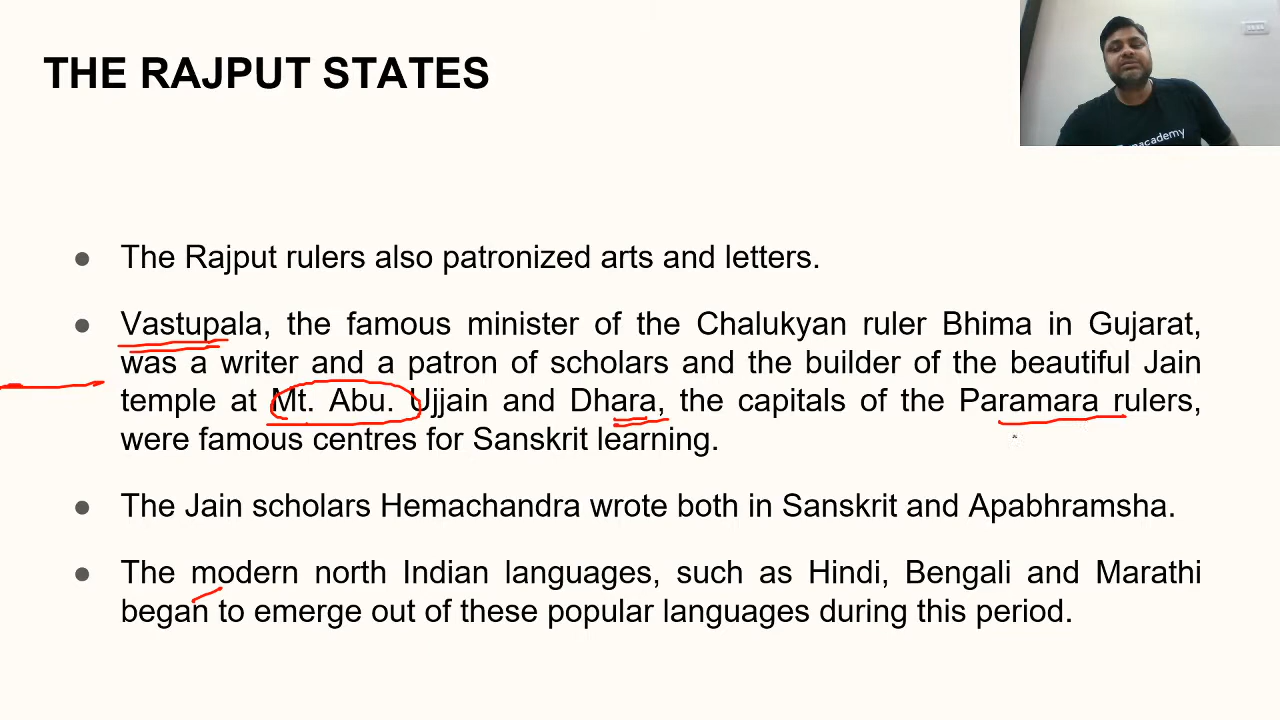 THE RAJPUT STATES
● The Rajput rulers also patronized arts and letters.
● Vastupala, the famous minister of the Chalukyan ruler Bhima in Gujarat,
was a writer and a patron of scholars and the builder of the beautiful Jain
temple at Mt. Abu. Ujjain and Dhara, the capitals of the Paramara rulers,
were famous centres for Sanskrit learning.
● The Jain scholars Hemachandra wrote both in Sanskrit and Apabhramsha.
● The modern north Indian languages, such as Hindi, Bengali and Marathi
began to emerge out of these popular languages during this period.